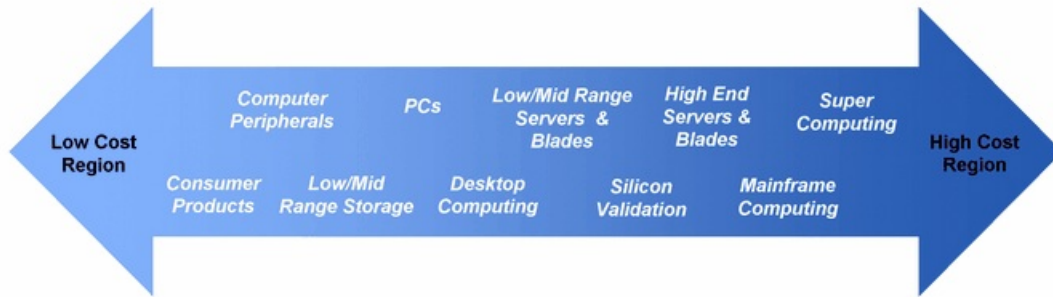 Computer
Peripherals
PCs
Low/Mid Range
Servers &
Blades
High End
Servers &
Blades
Super
Computing
Low Cost
Region
High Cost
Region
Consumer
Products
Low/Mid
Range Storage
Desktop
Computing
Silicon
Validation
Mainframe
Computing